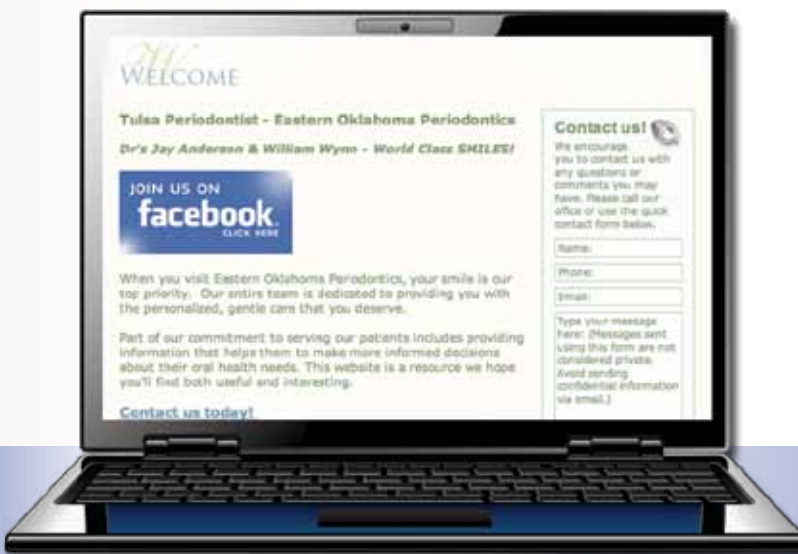 WELCOME
Tulsa Periodontist - Eastern Oklahoma Periodontics
Dr's Jay Anderson & William Wynn - World Class SMILES!
JOIN US ON
facebook.
CLICK HERE
When you visit Eastern Oklahoma Periodontics, your smile is our
top priority. Our entire team is dedicated to providing you with
the personalized, gentle care that you deserve.
Part of our commitment to serving our patients includes providing
information that helps them to make more informed decisions
about their oral health needs. This website is a resource we hope
you'll find both useful and interesting.
Contact us today!
Contact us!
We encourage
you to contact us with
any questions or
comments you may
have. Please call our
office or use the quick
contact form below.
Name:
Phone:
Email:
Type your message
here: (Messages sent
using this form are not
considered private.
Avoid sending
confidential information
via email.)